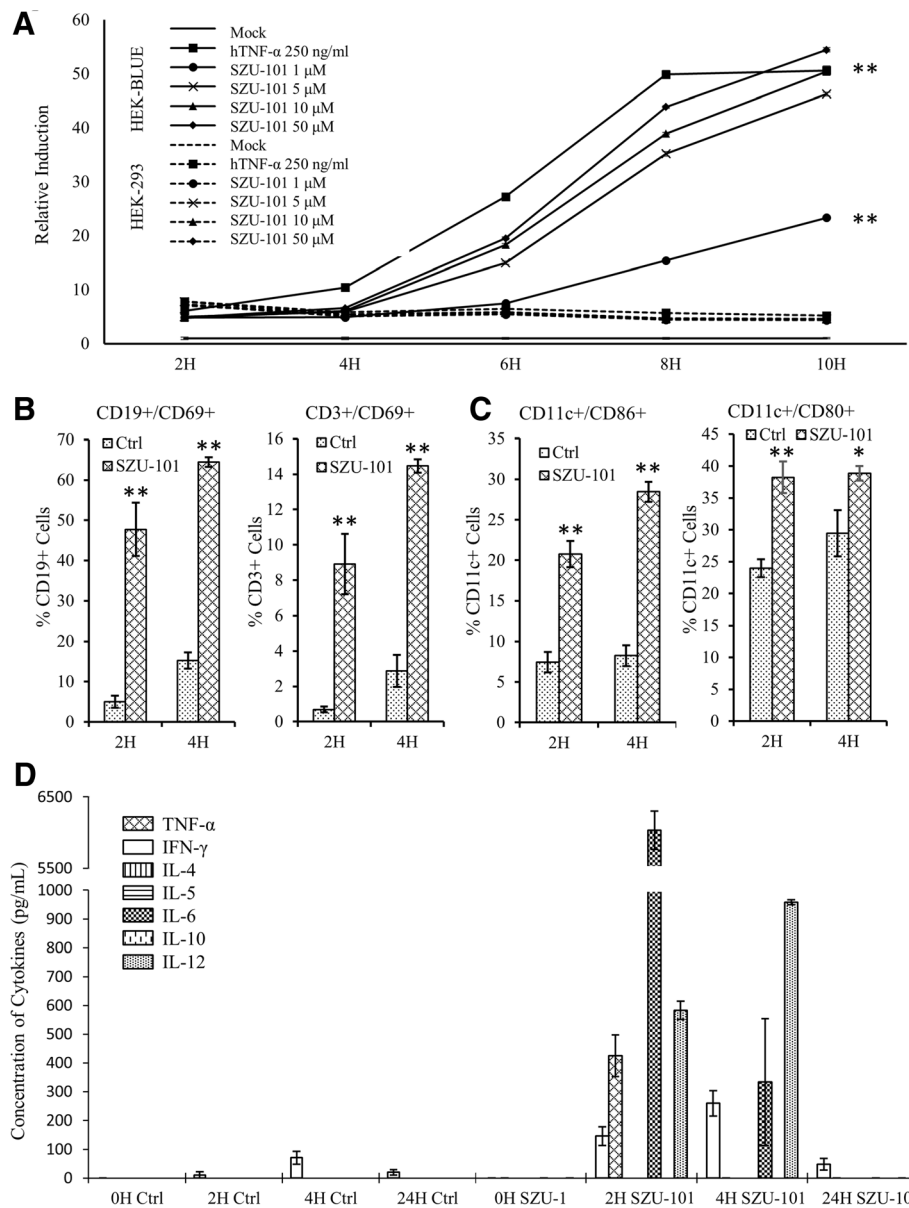 A
60
50
40
30
20
10
0
Relative Induction
HEK-BLUE
Mock
hTNF-α 250 ng/ml
SZU-101 1 μM
SZU-101 5 μM
SZU-101 10 μM
SZU-101 50 μM
HEK-293
Mock
hTNF-α 250 ng/ml
SZU-101 1 μM
SZU-101 5 μM
SZU-101 10 μM
SZU-101 50 μM
**
**
2H 4H 6H 8H 10H
B
CD19+/CD69+
Ctrl
SZU-101
% CD19+ Cells
70
60
50
40
30
20
10
0
**
**
2H 4H
CD3+/CD69+
Ctrl
SZU-101
% CD3+ Cells
16
14
12
10
8
6
4
2
0
**
**
2H 4H
C
CD11c+/CD86+
Ctrl
SZU-101
% CD11c+ Cells
35
30
25
20
15
10
5
0
**
**
2H 4H
CD11c+/CD80+
Ctrl SZU-101
% CD11c+ Cells
45
40
35
30
25
20
15
10
5
0
**
*
2H 4H
D
6500
5500
1000
900
800
700
600
500
400
300
200
100
0
Concentration of Cytokines (pg/mL)
TNF-α
IFN-γ
IL-4
IL-5
IL-6
IL-10
IL-12
0H Ctrl 2H Ctrl 4H Ctrl 24H Ctrl 0H SZU-1 2H SZU-101 4H SZU-101 24H SZU-10